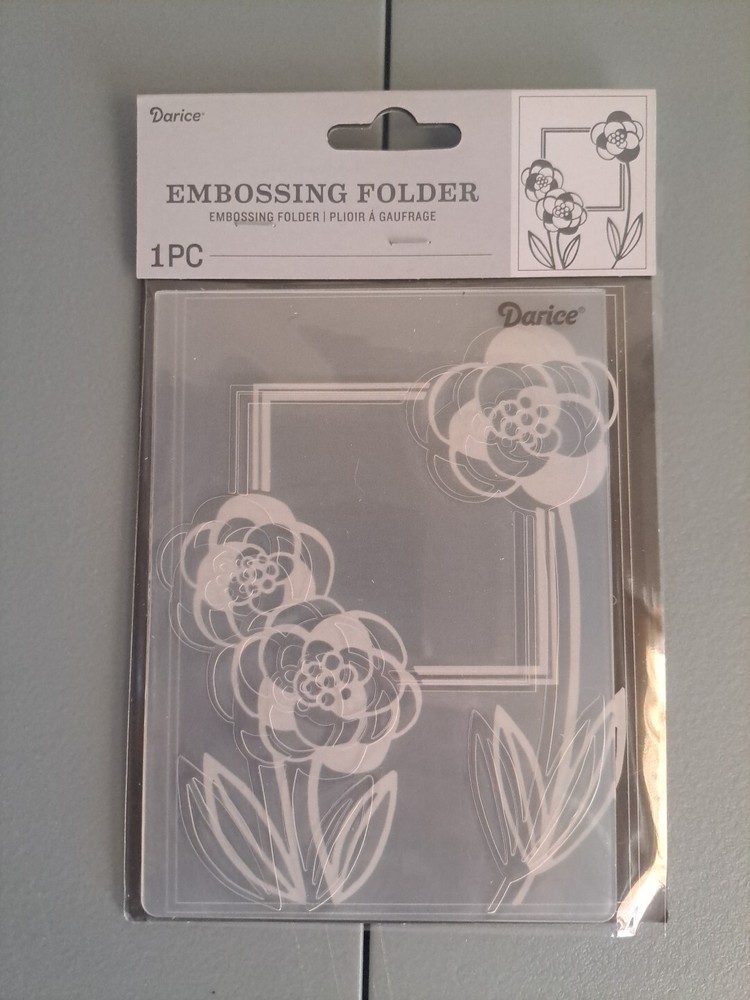 Darice®
EMBOSSING FOLDER
EMBOSSING FOLDER | PLIOIR À GAUFRAGE
1PC
Darice®